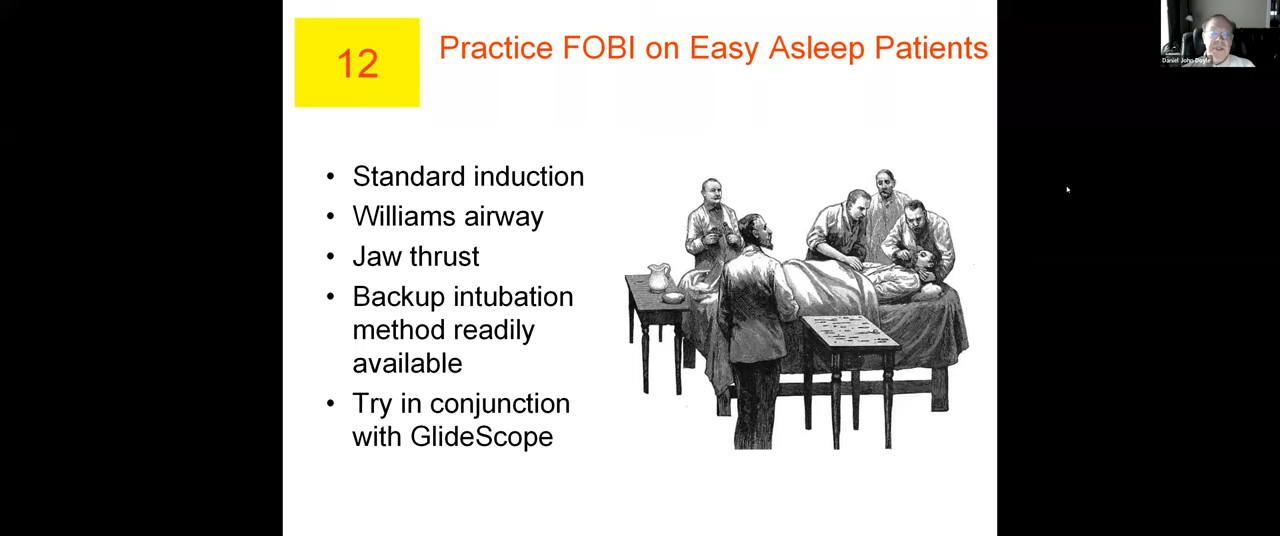 12
Practice FOBI on Easy Asleep Patients
• Standard induction
• Williams airway
• Jaw thrust
• Backup intubation
method readily
available
• Try in conjunction
with GlideScope
Daniel John Doyle